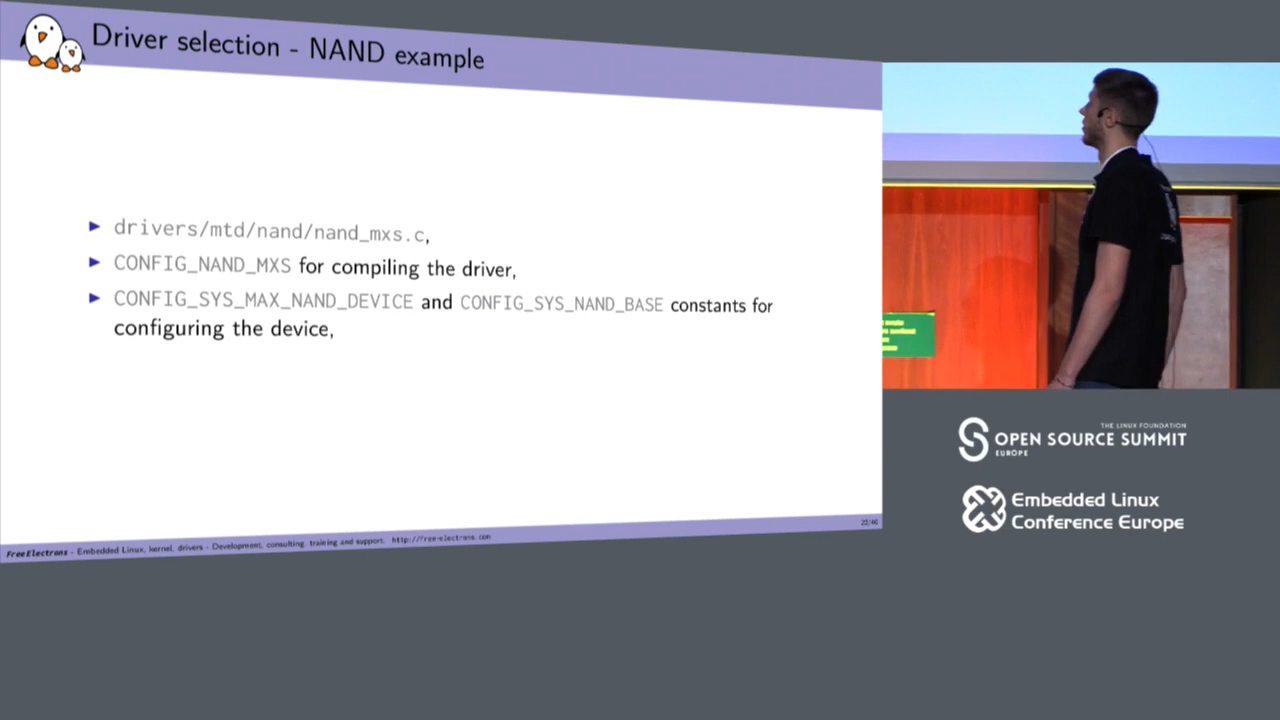 Driver selection - NAND example
▶ drivers/mtd/nand/nand_mxs.c,
▶ CONFIG_NAND_MXS for compiling the driver,
▶ CONFIG_SYS_MAX_NAND_DEVICE and CONFIG_SYS_NAND_BASE constants for
configuring the device,
Free Electrons - Embedded Linux, kernel, drivers - Development, consulting, training and support. http://free-electrons.com
THE LINUX FOUNDATION
OPEN SOURCE SUMMIT
EUROPE
Embedded Linux
Conference Europe